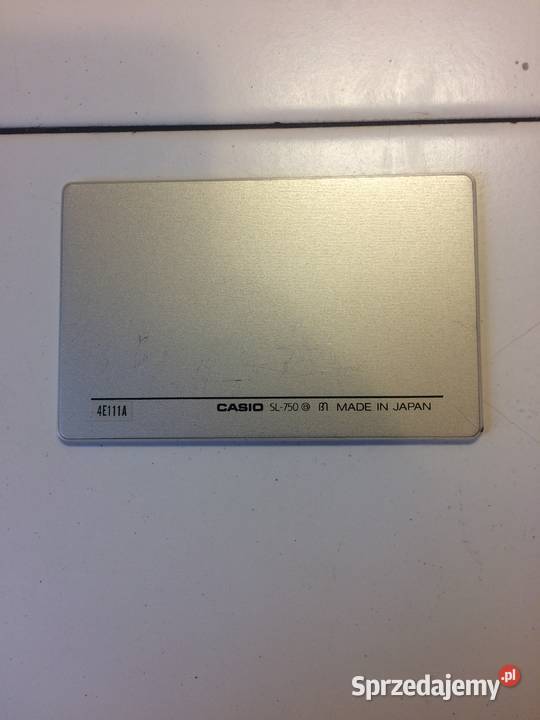 4E111A
CASIO SL-750 MADE IN JAPAN
Sprzedajemy.pl